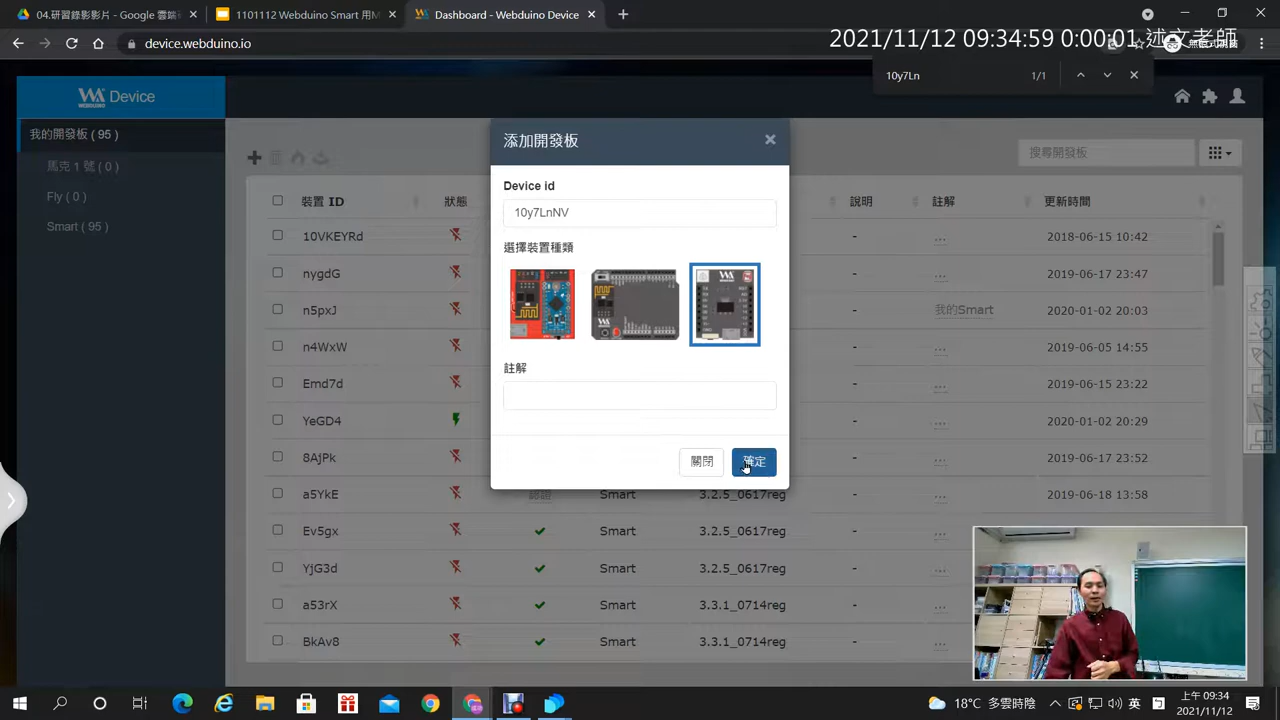 04.研習錄影影片 - Google 雲端
1101112 Webduino Smart 用M
Dashboard - Webduino Device
device.webduino.io
2021/11/12 09:34:59 0:00:01 述文老師
10y7Ln
1/1
WEBDUINO Device
我的開發板 ( 95 )
馬克 1 號 ( 0 )
Fly ( 0 )
Smart ( 95 )
添加開發板
Device id
10y7LnNV
選擇裝置種類
註解
關閉
確定
搜尋開發板
裝置 ID 狀態 說明 註解 更新時間
10VKEYRd - ... 2018-06-15 10:42
nygdG - ... 2019-06-17 23:47
n5pxJ - 我的Smart 2020-01-02 20:03
n4WxW - ... 2019-06-05 14:55
Emd7d - ... 2019-06-15 23:22
YeGD4 - ... 2020-01-02 20:29
8AjPk - ... 2019-06-17 23:52
a5YkE 認證 Smart 3.2.5_0617reg - ... 2019-06-18 13:58
Ev5gx Smart 3.2.5_0617reg - ...
YjG3d Smart 3.2.5_0617reg - ...
a53rX Smart 3.3.1_0714reg - ...
BkAv8 Smart 3.3.1_0714reg - ...
18°C 多雲時陰
英
上午 09:34
2021/11/12